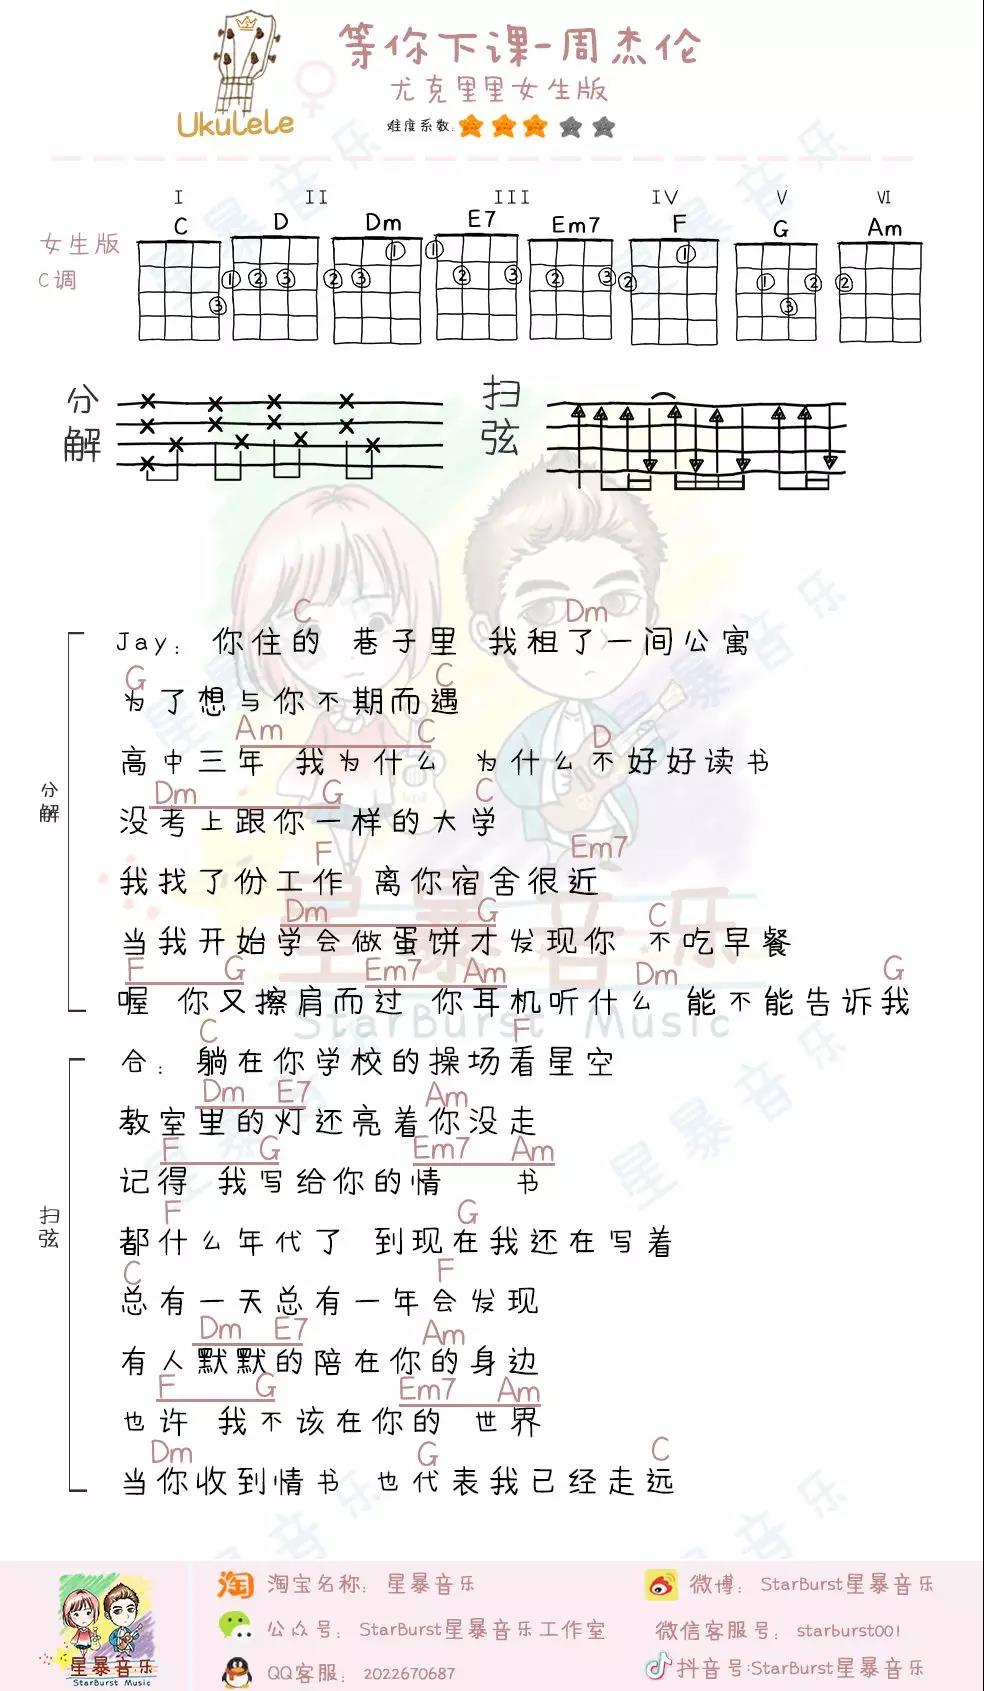 等你下课-周杰伦
尤克里里女生版
Ukulele
难度系数:
I II III IV V VI
C D Dm E7 Em7 F G Am
女生版
C调
① ① ① ①
① ② ③ ② ③ ② ③ ② ③ ② ① ② ②
③ ③
分解
扫弦
C Dm
Jay: 你住的 巷子里 我租了一间公寓
G C
为了想与你不期而遇
Am C D
高中三年 我为什么 为什么不好好读书
Dm G C
没考上跟你一样的大学
F Em7
我找了份工作 离你宿舍很近
Dm G C
当我开始学会做蛋饼才发现你 不吃早餐
F G Em7 Am Dm G
喔 你又擦肩而过 你耳机听什么 能不能告诉我
分解
C F
合: 躺在你学校的操场看星空
Dm E7 Am
教室里的灯还亮着你没走
F G Em7 Am
记得 我写给你的情 书
F G
都什么年代了 到现在我还在写着
C F
总有一天总有一年会发现
Dm E7 Am
有人默默的陪在你的身边
F G Em7 Am
也许 我不该在你的 世界
Dm G C
当你收到情书 也代表我已经走远
扫弦
星暴音乐
StarBurst Music
星暴音乐
StarBurst Music
淘 淘宝名称: 星暴音乐
公众号: StarBurst星暴音乐工作室
QQ客服: 2022670687
微博: StarBurst星暴音乐
微信客服号: starburst001
抖音号:StarBurst星暴音乐